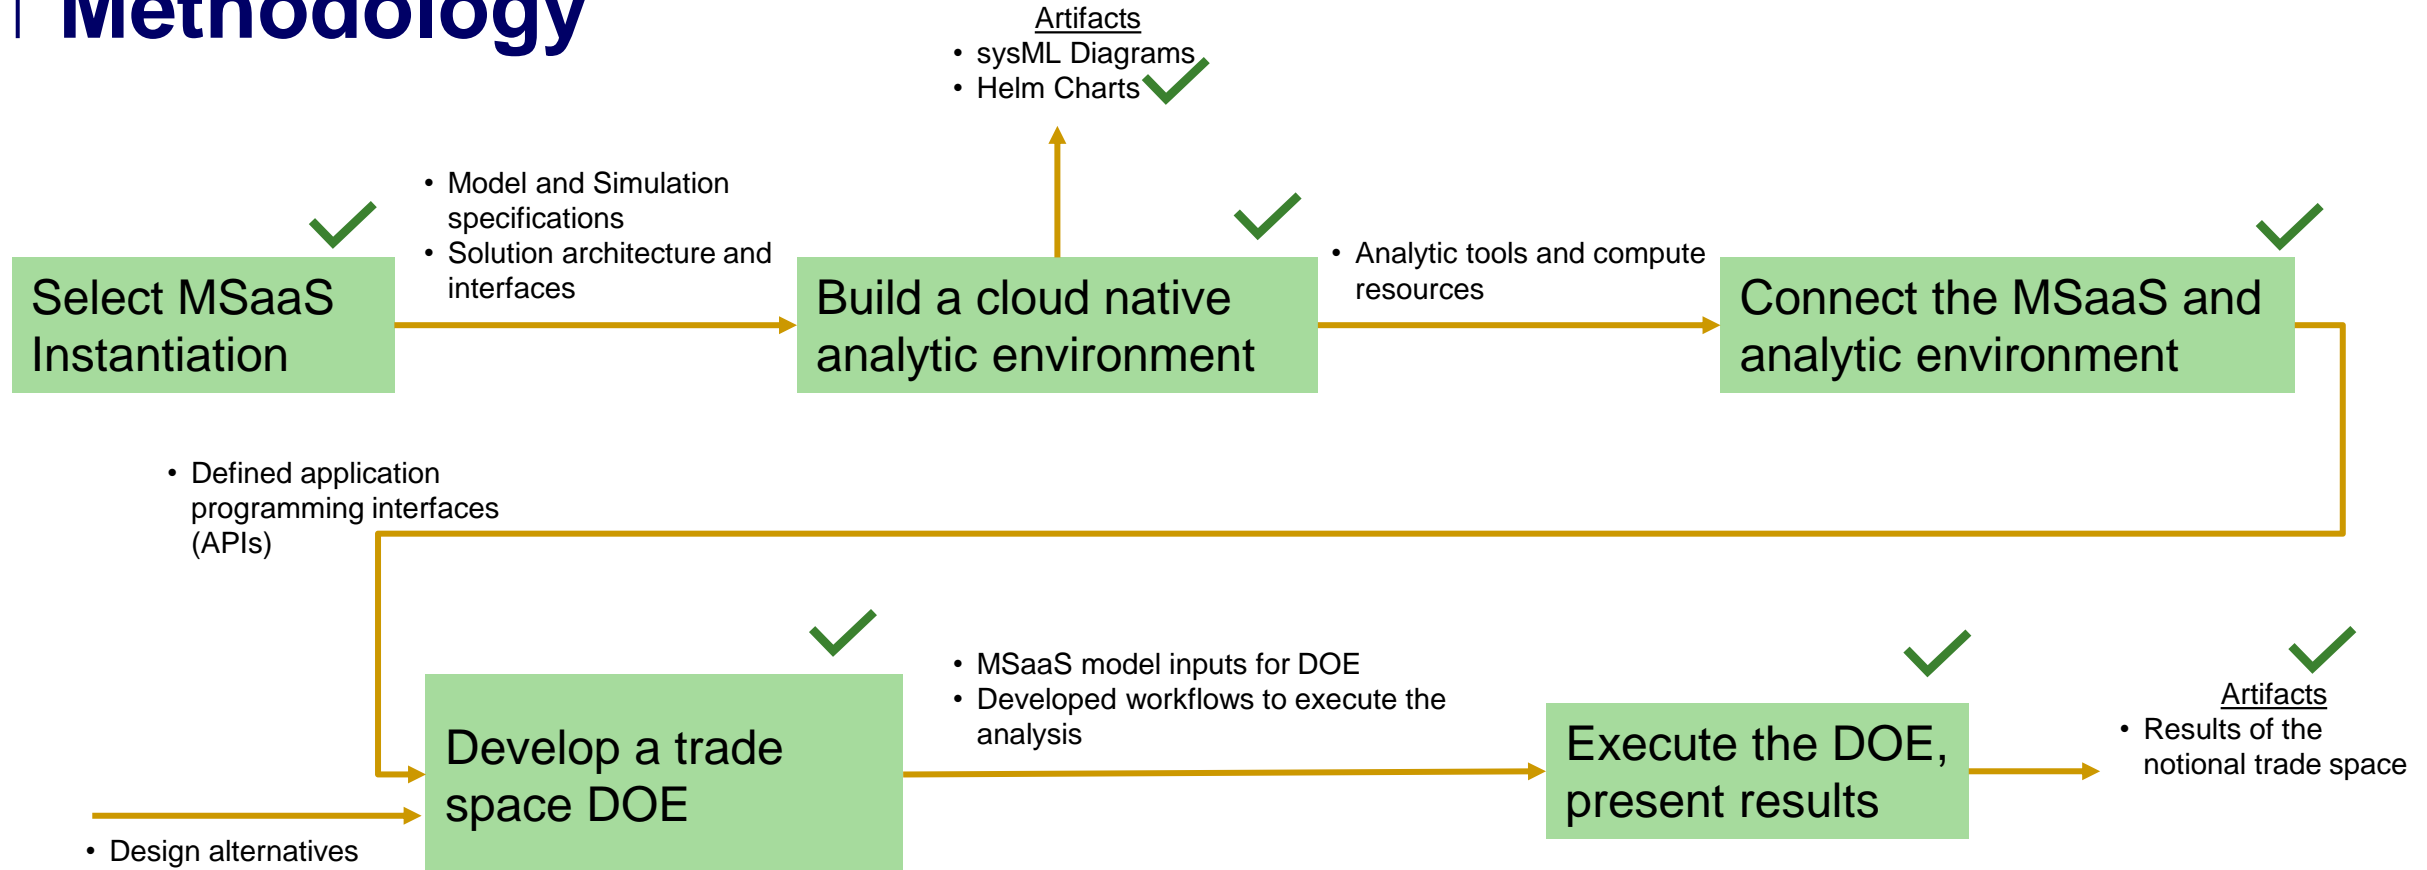 Methodology
Artifacts
• sysML Diagrams
• Helm Charts
• Model and Simulation
specifications
• Solution architecture and
interfaces
Select MSaaS
Instantiation
Build a cloud native
analytic environment
• Analytic tools and compute
resources
Connect the MSaaS and
analytic environment
• Defined application
programming interfaces
(APIs)
• Design alternatives
Develop a trade
space DOE
• MSaaS model inputs for DOE
• Developed workflows to execute the
analysis
Execute the DOE,
present results
Artifacts
• Results of the
notional trade space